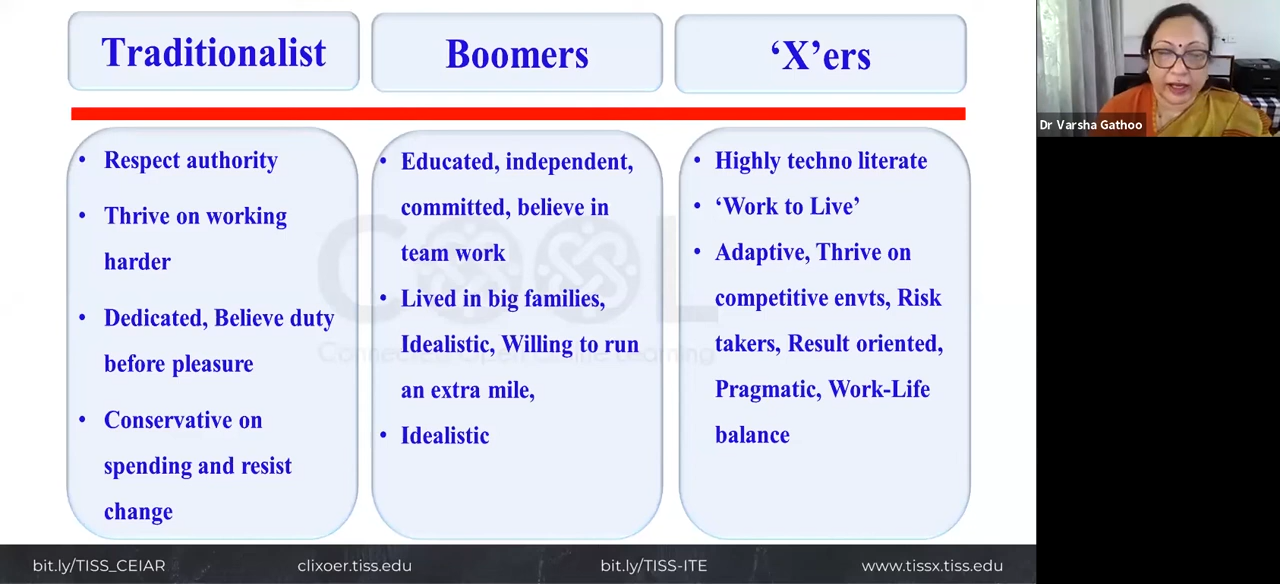 Traditionalist
Boomers
‘X’ers
• Respect authority
• Thrive on working
harder
• Dedicated, Believe duty
before pleasure
• Conservative on
spending and resist
change
• Educated, independent,
committed, believe in
team work
• Lived in big families,
Idealistic, Willing to run
an extra mile,
• Idealistic
• Highly techno literate
• ‘Work to Live’
• Adaptive, Thrive on
competitive envts, Risk
takers, Result oriented,
Pragmatic, Work-Life
balance
COOL
Dr Varsha Gathoo
bit.ly/TISS_CEIAR
clixoer.tiss.edu
bit.ly/TISS-ITE
www.tissx.tiss.edu